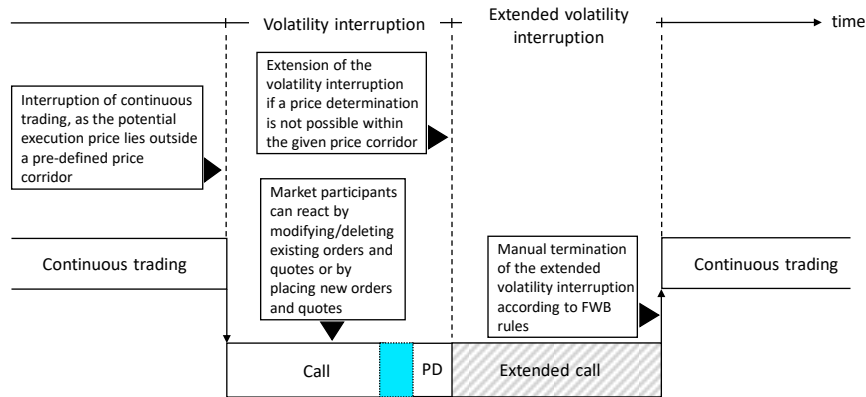 Volatility interruption
Extended volatility
interruption
time
Interruption of continuous
trading, as the potential
execution price lies outside
a pre-defined price
corridor
Extension of the
volatility interruption
if a price determination
is not possible within
the given price corridor
Market participants
can react by
modifying/deleting
existing orders and
quotes or by
placing new orders
and quotes
Manual termination
of the extended
volatility interruption
according to FWB
rules
Continuous trading
Continuous trading
Call
PD
Extended call